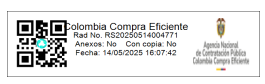 Colombia Compra Eficiente
Rad No. RS20250514004771
Anexos: No Con copia: No
Fecha: 14/05/2025 16:07:42
Agencia Nacional
de Contratación Pública
Colombia Compra Eficiente